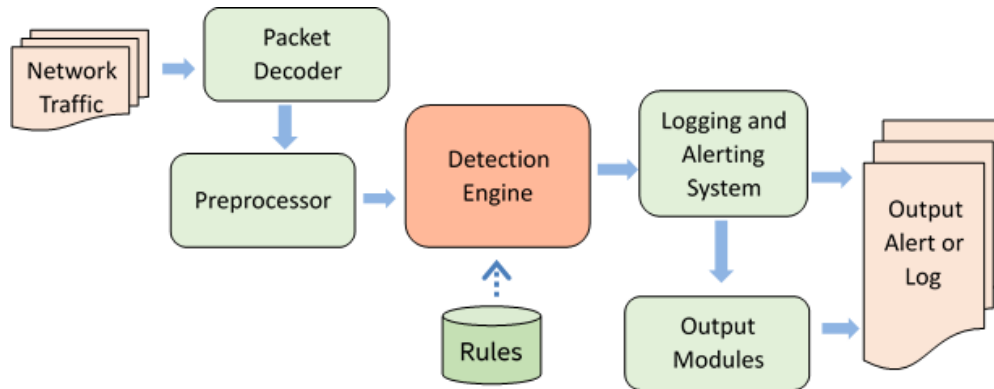 Network
Traffic
Packet
Decoder
Preprocessor
Detection
Engine
Rules
Logging and
Alerting
System
Output
Modules
Output
Alert or
Log